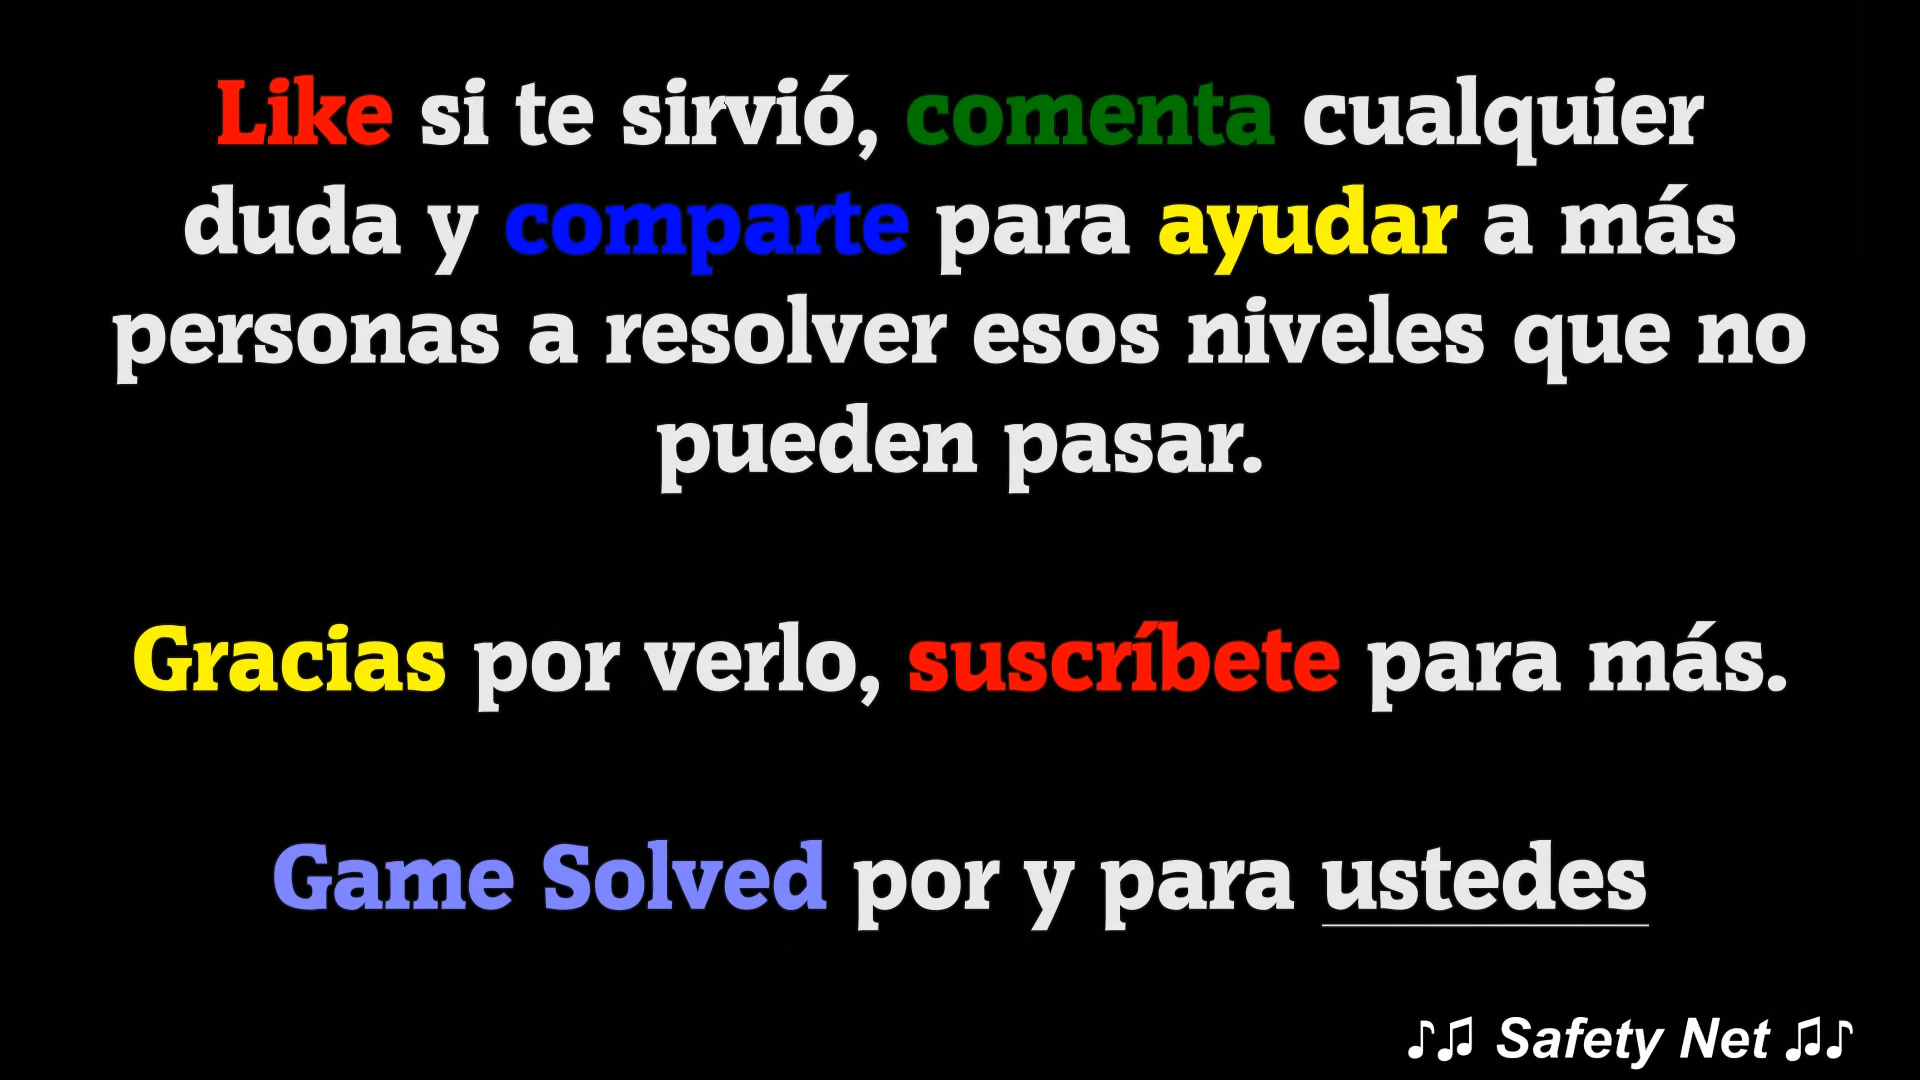 Like si te sirvió, comenta cualquier
duda y comparte para ayudar a más
personas a resolver esos niveles que no
pueden pasar.
Gracias por verlo, suscríbete para más.
Game Solved por y para ustedes
♪♫ Safety Net ♫♪